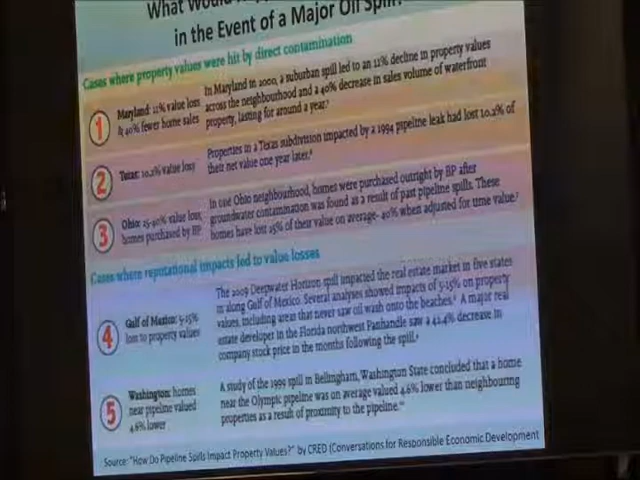 What Would
in the Event of a Major Oil Spill?
Cases where property values were hit by direct contamination
1
Maryland: 11% value loss
& 40% fewer home sales
In Maryland in 2000, a suburban spill led to an 11% decline in property values
across the neighbourhood and a 40% decrease in sales volume of waterfront
property, lasting for around a year.
2
Texas: 10.2% value loss
Properties in a Texas subdivision impacted by a 1994 pipeline leak had lost 10.2% of
their net value one year later.
3
Ohio: 25-40% value loss,
homes purchased by BP
In one Ohio neighbourhood, homes were purchased outright by BP after
groundwater contamination was found as a result of past pipeline spills. These
homes have lost 25% of their value on average- 40% when adjusted for time value.
Cases where reputational impacts led to value losses
4
Gulf of Mexico: 5-15%
loss to property values
The 2009 Deepwater Horizon spill impacted the real estate market in five states
in along Gulf of Mexico. Several analyses showed impacts of 5-15% on property
values, including areas that never saw oil wash onto the beaches. A major real
estate developer in the Florida northwest Panhandle saw a 41.4% decrease in
company stock price in the months following the spill.
5
Washington: homes
near pipeline valued
4.6% lower
A study of the 1999 spill in Bellingham, Washington State concluded that a home
near the Olympic pipeline was on average valued 4.6% lower than neighbouring
properties as a result of proximity to the pipeline.
Source: "How Do Pipeline Spills Impact Property Values?" by CRED (Conversations for Responsible Economic Development